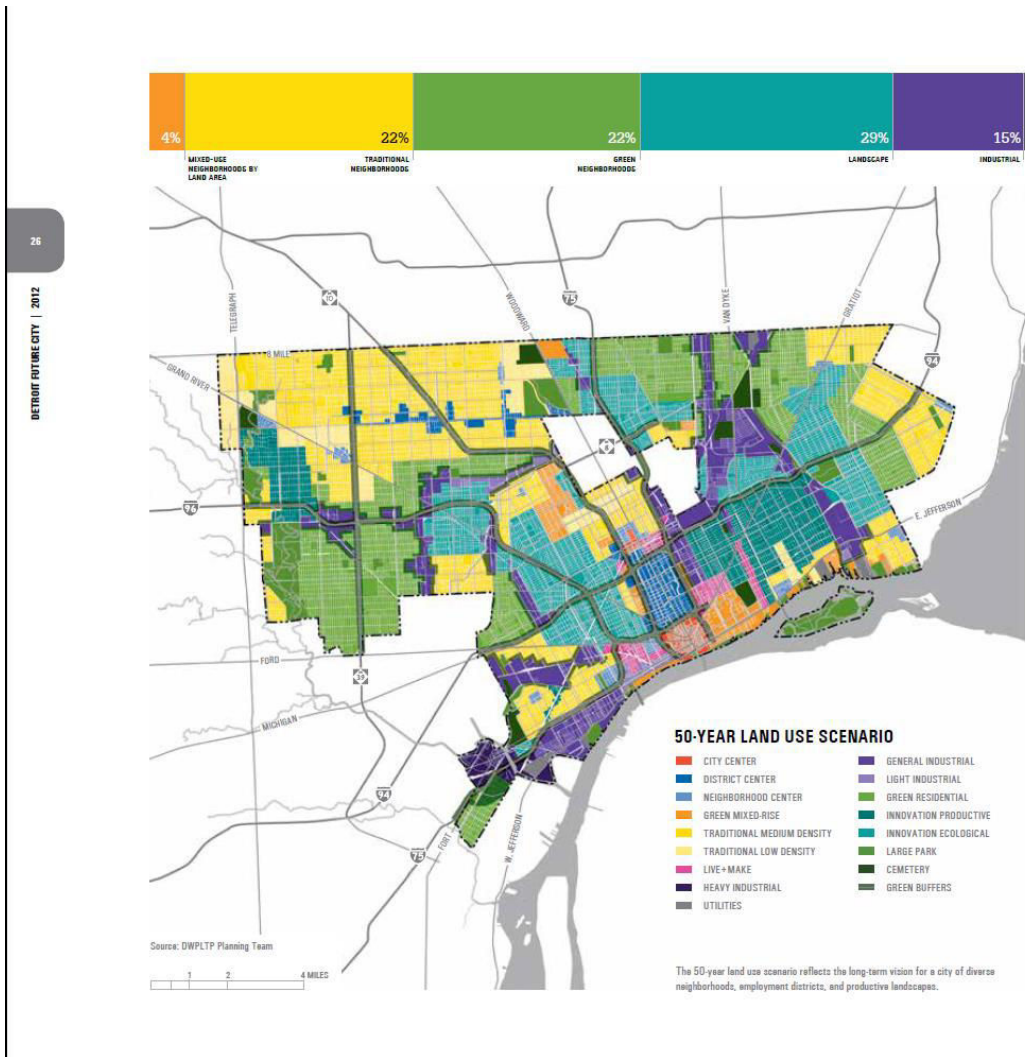 4%
22%
22%
29%
15%
MIXED-USE
NEIGHBORHOODS BY
LAND AREA
TRADITIONAL
NEIGHBORHOODS
GREEN
NEIGHBORHOODS
LANDSCAPE
INDUSTRIAL
26
DETROIT FUTURE CITY | 2012
TELEGRAPH
10
WOODWARD
75
VAN DYKE
GRATIOT
94
8 MILE
GRAND RIVER
96
E. JEFFERSON
FORD
39
MICHIGAN
94
75
FORT
W. JEFFERSON
50-YEAR LAND USE SCENARIO
CITY CENTER
DISTRICT CENTER
NEIGHBORHOOD CENTER
GREEN MIXED-RISE
TRADITIONAL MEDIUM DENSITY
TRADITIONAL LOW DENSITY
LIVE+MAKE
HEAVY INDUSTRIAL
UTILITIES
GENERAL INDUSTRIAL
LIGHT INDUSTRIAL
GREEN RESIDENTIAL
INNOVATION PRODUCTIVE
INNOVATION ECOLOGICAL
LARGE PARK
CEMETERY
GREEN BUFFERS
Source: DWPLTP Planning Team
1 2 4 MILES
The 50-year land use scenario reflects the long-term vision for a city of diverse
neighborhoods, employment districts, and productive landscapes.